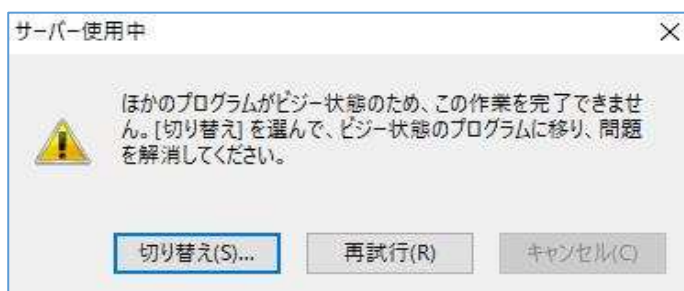 サーバー使用中
ほかのプログラムがビジー状態のため、この作業を完了できませ
ん。[切り替え] を選んで、ビジー状態のプログラムに移り、問題
を解消してください。
切り替え(S)...
再試行(R)
キャンセル(C)